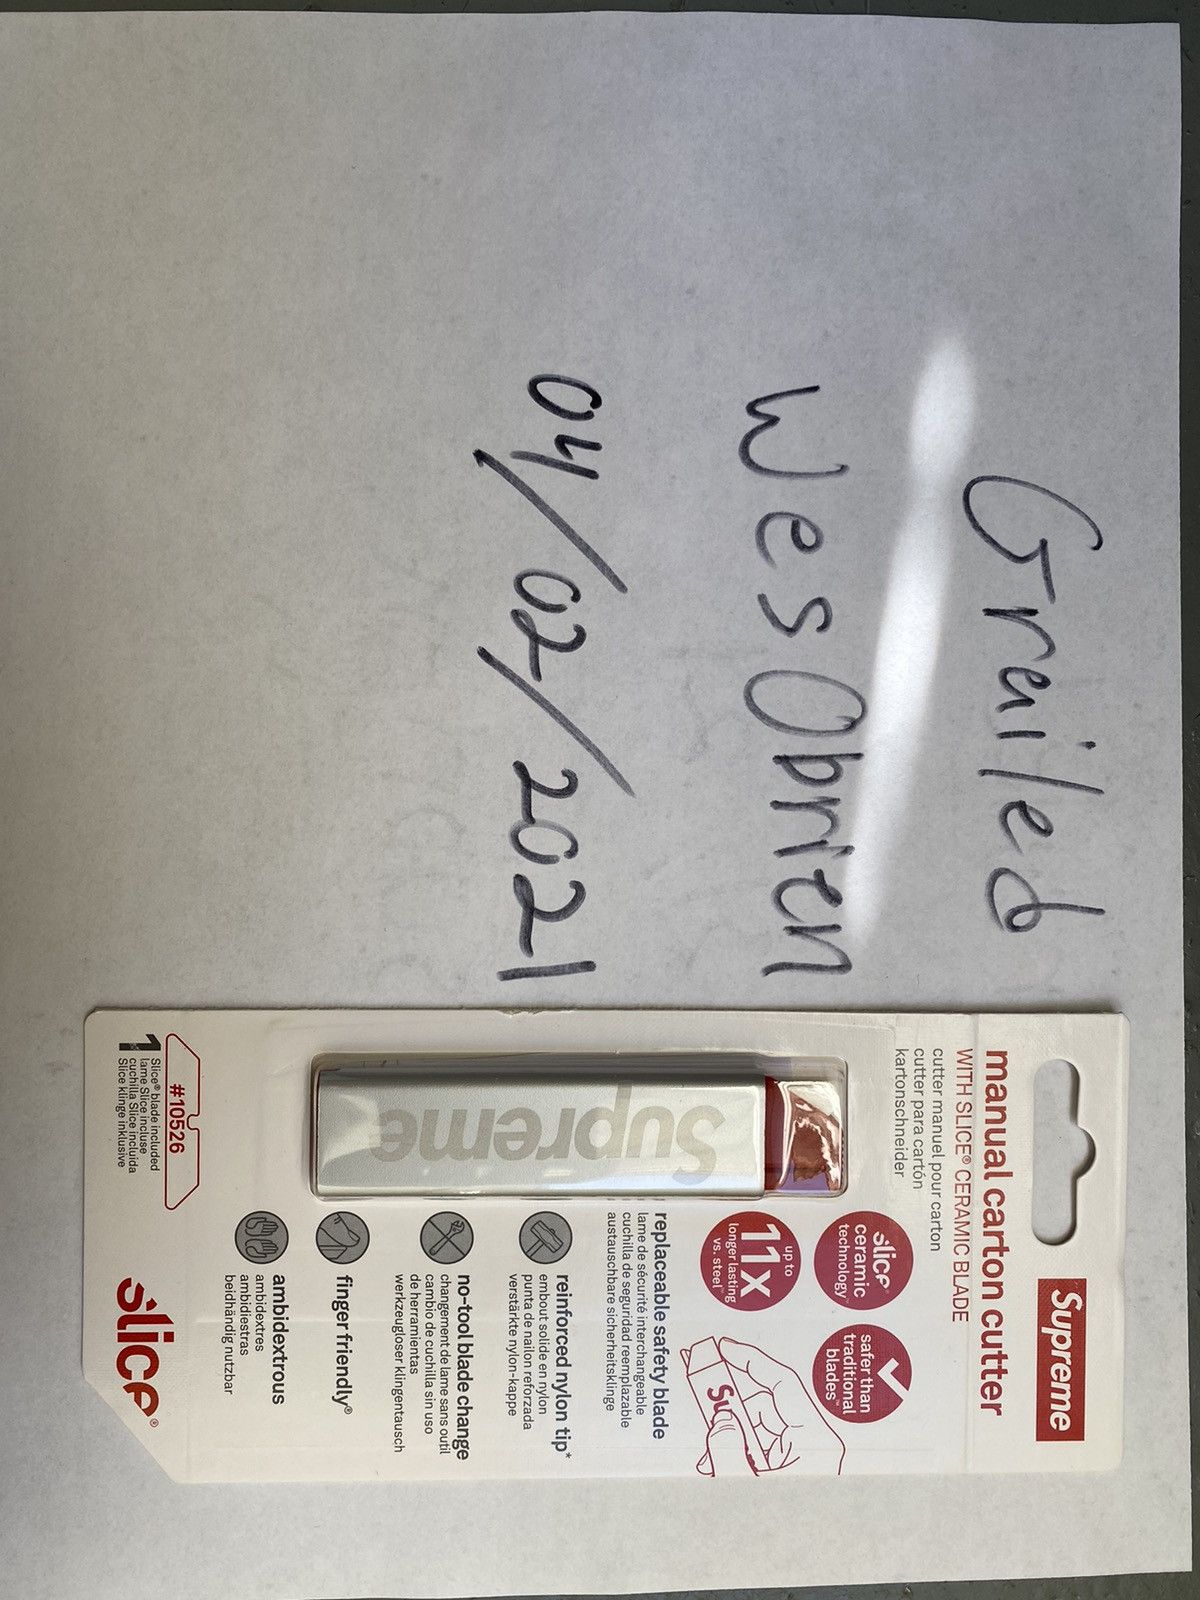 Grailed
WesObrien
04/02/2021
Supreme
manual carton cutter
WITH SLICE® CERAMIC BLADE
cutter manuel pour carton
cutter para cartón
kartonschneider
slice®
ceramic
technology™
safer than
traditional
blades™
up to
11x
longer lasting
vs. steel™
Su
Supreme
replaceable safety blade
lame de sécurité interchangeable
cuchilla de seguridad reemplazable
austauschbare sicherheitsklinge
reinforced nylon tip*
embout solide en nylon
punta de nailon reforzada
verstärkte nylon-kappe
no-tool blade change
changement de lame sans outil
cambio de cuchilla sin uso
de herramientas
werkzeugloser klingentausch
finger friendly®
ambidextrous
ambidextres
ambidiestras
beidhändig nutzbar
#10526
1 Slice® blade included
lame Slice incluse
cuchilla Slice incluida
Slice klinge inklusive
slice®